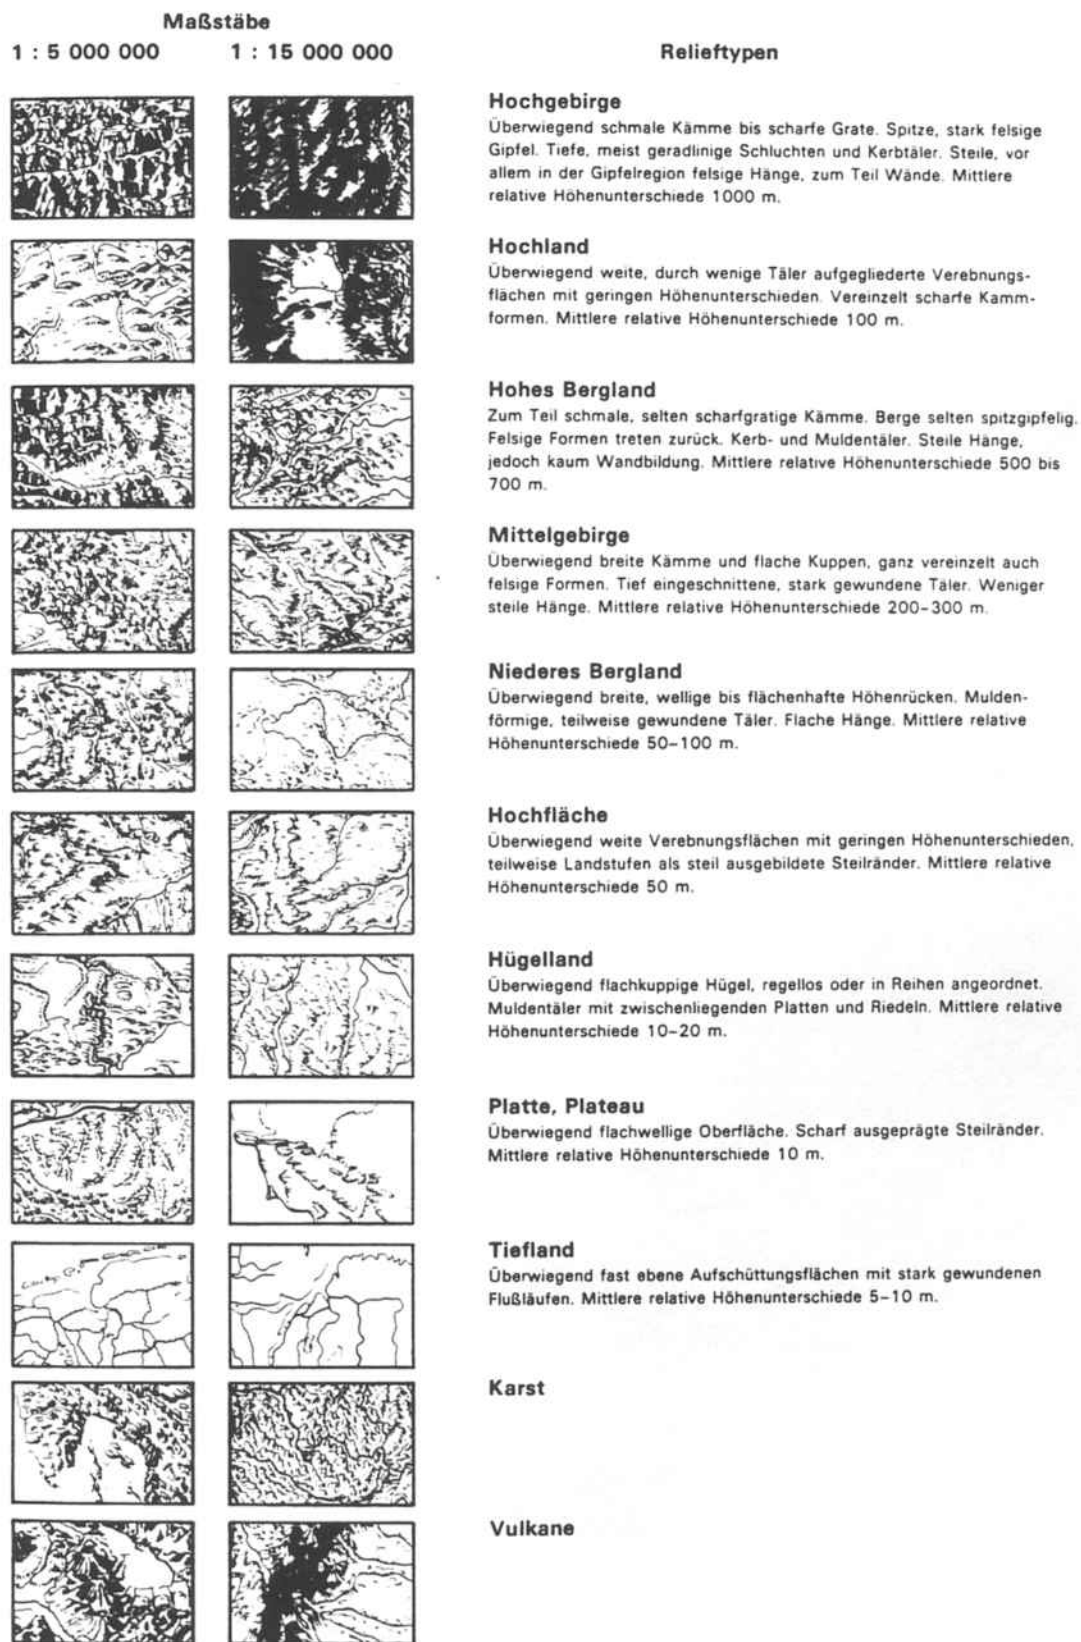 Maßstäbe
1 : 5 000 000 1 : 15 000 000 Relieftypen
Hochgebirge
Überwiegend schmale Kämme bis scharfe Grate. Spitze, stark felsige
Gipfel. Tiefe, meist geradlinige Schluchten und Kerbtäler. Steile, vor
allem in der Gipfelregion felsige Hänge, zum Teil Wände. Mittlere
relative Höhenunterschiede 1000 m.
Hochland
Überwiegend weite, durch wenige Täler aufgegliederte Verebnungs-
flächen mit geringen Höhenunterschieden. Vereinzelt scharfe Kamm-
formen. Mittlere relative Höhenunterschiede 100 m.
Hohes Bergland
Zum Teil schmale, selten scharfgratige Kämme. Berge selten spitzgipfelig.
Felsige Formen treten zurück. Kerb- und Muldentäler. Steile Hänge,
jedoch kaum Wandbildung. Mittlere relative Höhenunterschiede 500 bis
700 m.
Mittelgebirge
Überwiegend breite Kämme und flache Kuppen, ganz vereinzelt auch
felsige Formen. Tief eingeschnittene, stark gewundene Täler. Weniger
steile Hänge. Mittlere relative Höhenunterschiede 200–300 m.
Niederes Bergland
Überwiegend breite, wellige bis flächenhafte Höhenrücken. Mulden-
förmige, teilweise gewundene Täler. Flache Hänge. Mittlere relative
Höhenunterschiede 50–100 m.
Hochfläche
Überwiegend weite Verebnungsflächen mit geringen Höhenunterschieden,
teilweise Landstufen als steil ausgebildete Steilränder. Mittlere relative
Höhenunterschiede 50 m.
Hügelland
Überwiegend flachkuppige Hügel, regellos oder in Reihen angeordnet.
Muldentäler mit zwischenliegenden Platten und Riedeln. Mittlere relative
Höhenunterschiede 10–20 m.
Platte, Plateau
Überwiegend flachwellige Oberfläche. Scharf ausgeprägte Steilränder.
Mittlere relative Höhenunterschiede 10 m.
Tiefland
Überwiegend fast ebene Aufschüttungsflächen mit stark gewundenen
Flußläufen. Mittlere relative Höhenunterschiede 5–10 m.
Karst
Vulkane